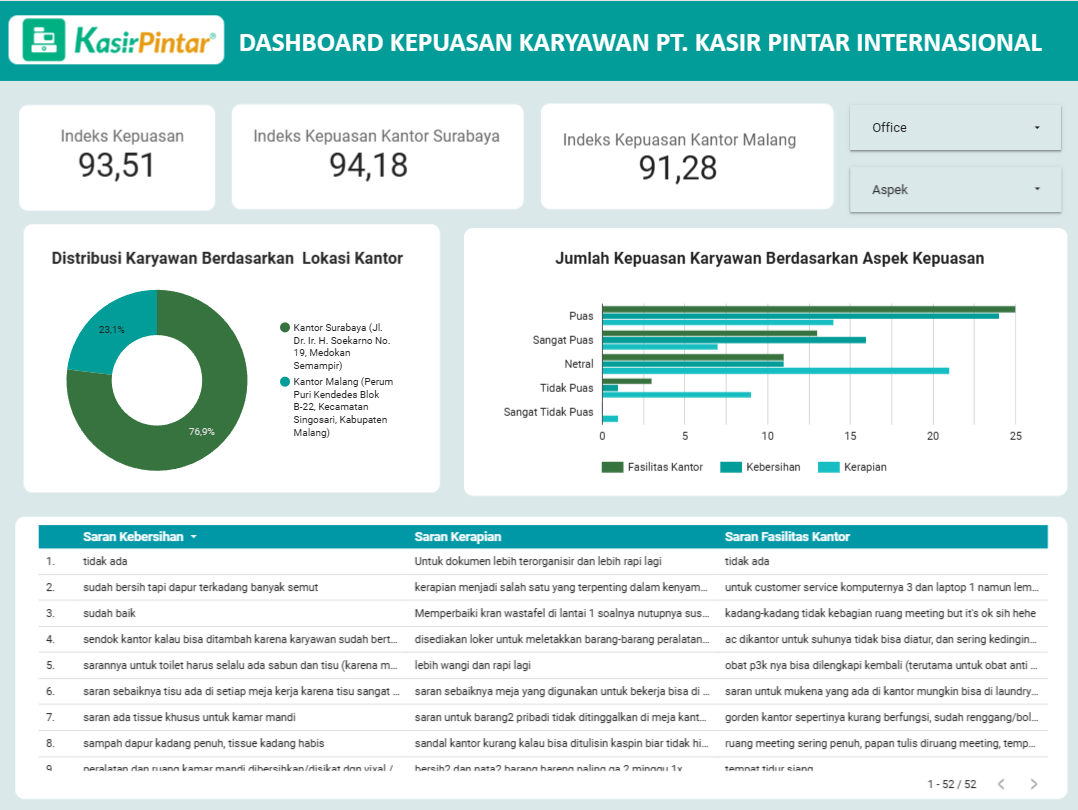 KasirPintar®
DASHBOARD KEPUASAN KARYAWAN PT. KASIR PINTAR INTERNASIONAL
Indeks Kepuasan
93,51
Indeks Kepuasan Kantor Surabaya
94,18
Indeks Kepuasan Kantor Malang
91,28
Office
Aspek
Distribusi Karyawan Berdasarkan Lokasi Kantor
23,1%
76,9%
Kantor Surabaya (Jl.
Dr. Ir. H. Soekarno No.
19, Medokan
Semampir)
Kantor Malang (Perum
Puri Kendedes Blok
B-22, Kecamatan
Singosari, Kabupaten
Malang)
Jumlah Kepuasan Karyawan Berdasarkan Aspek Kepuasan
Puas
Sangat Puas
Netral
Tidak Puas
Sangat Tidak Puas
0 5 10 15 20 25
Fasilitas Kantor Kebersihan Kerapian
Saran Kebersihan Saran Kerapian Saran Fasilitas Kantor
1. tidak ada Untuk dokumen lebih terorganisir dan lebih rapi lagi tidak ada
2. sudah bersih tapi dapur terkadang banyak semut kerapian menjadi salah satu yang terpenting dalam kenyam... untuk customer service komputernya 3 dan laptop 1 namun lem...
3. sudah baik Memperbaiki kran wastafel di lantai 1 soalnya nutupnya sus... kadang-kadang tidak kebagian ruang meeting but it's ok sih hehe
4. sendok kantor kalau bisa ditambah karena karyawan sudah bert... disediakan loker untuk meletakkan barang-barang peralatan... ac dikantor untuk suhunya tidak bisa diatur, dan sering kedingin...
5. sarannya untuk toilet harus selalu ada sabun dan tisu (karena m... lebih wangi dan rapi lagi obat p3k nya bisa dilengkapi kembali (terutama untuk obat anti ...
6. saran sebaiknya tisu ada di setiap meja kerja karena tisu sangat ... saran sebaiknya meja yang digunakan untuk bekerja bisa di ... saran untuk mukena yang ada di kantor mungkin bisa di laundry...
7. saran ada tissue khusus untuk kamar mandi saran untuk barang2 pribadi tidak ditinggalkan di meja kant... gorden kantor sepertinya kurang berfungsi, sudah renggang/bol...
8. sampah dapur kadang penuh, tissue kadang habis sandal kantor kurang kalau bisa ditulisin kaspin biar tidak hi... ruang meeting sering penuh, papan tulis diruang meeting, temp...
9. peralatan dan ruang kamar mandi dibersihkan/disikat dgn vixal / bersih2 dan nata2 barang bareng paling ga 2 minggu 1x tempat tidur siang
1 - 52 / 52